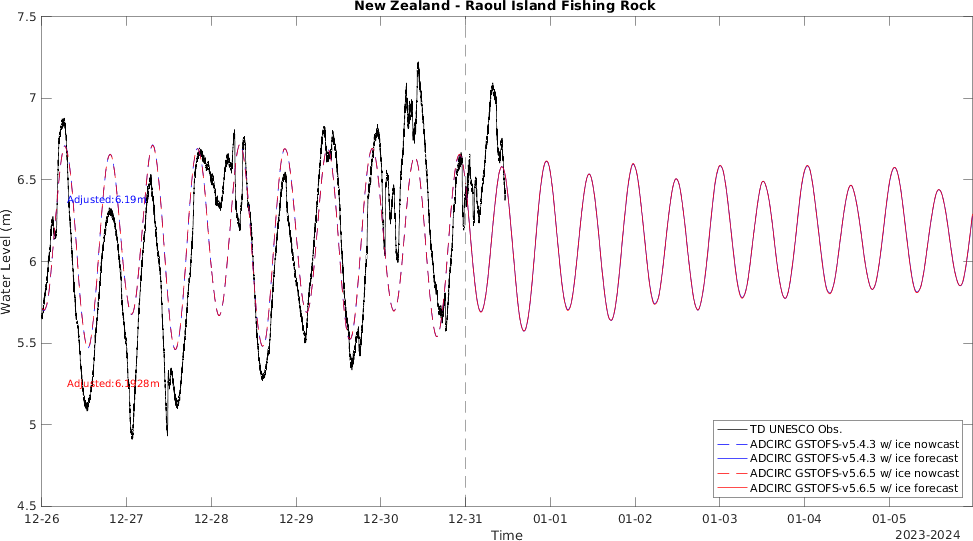 New Zealand - Raoul Island Fishing Rock
7.5
7
6.5
6
5.5
5
4.5
Water Level (m)
Adjusted:6.19m
Adjusted:6.1928m
TD UNESCO Obs.
ADCIRC GSTOFS-v5.4.3 w/ ice nowcast
ADCIRC GSTOFS-v5.4.3 w/ ice forecast
ADCIRC GSTOFS-v5.6.5 w/ ice nowcast
ADCIRC GSTOFS-v5.6.5 w/ ice forecast
12-26 12-27 12-28 12-29 12-30 12-31 01-01 01-02 01-03 01-04 01-05
Time
2023-2024